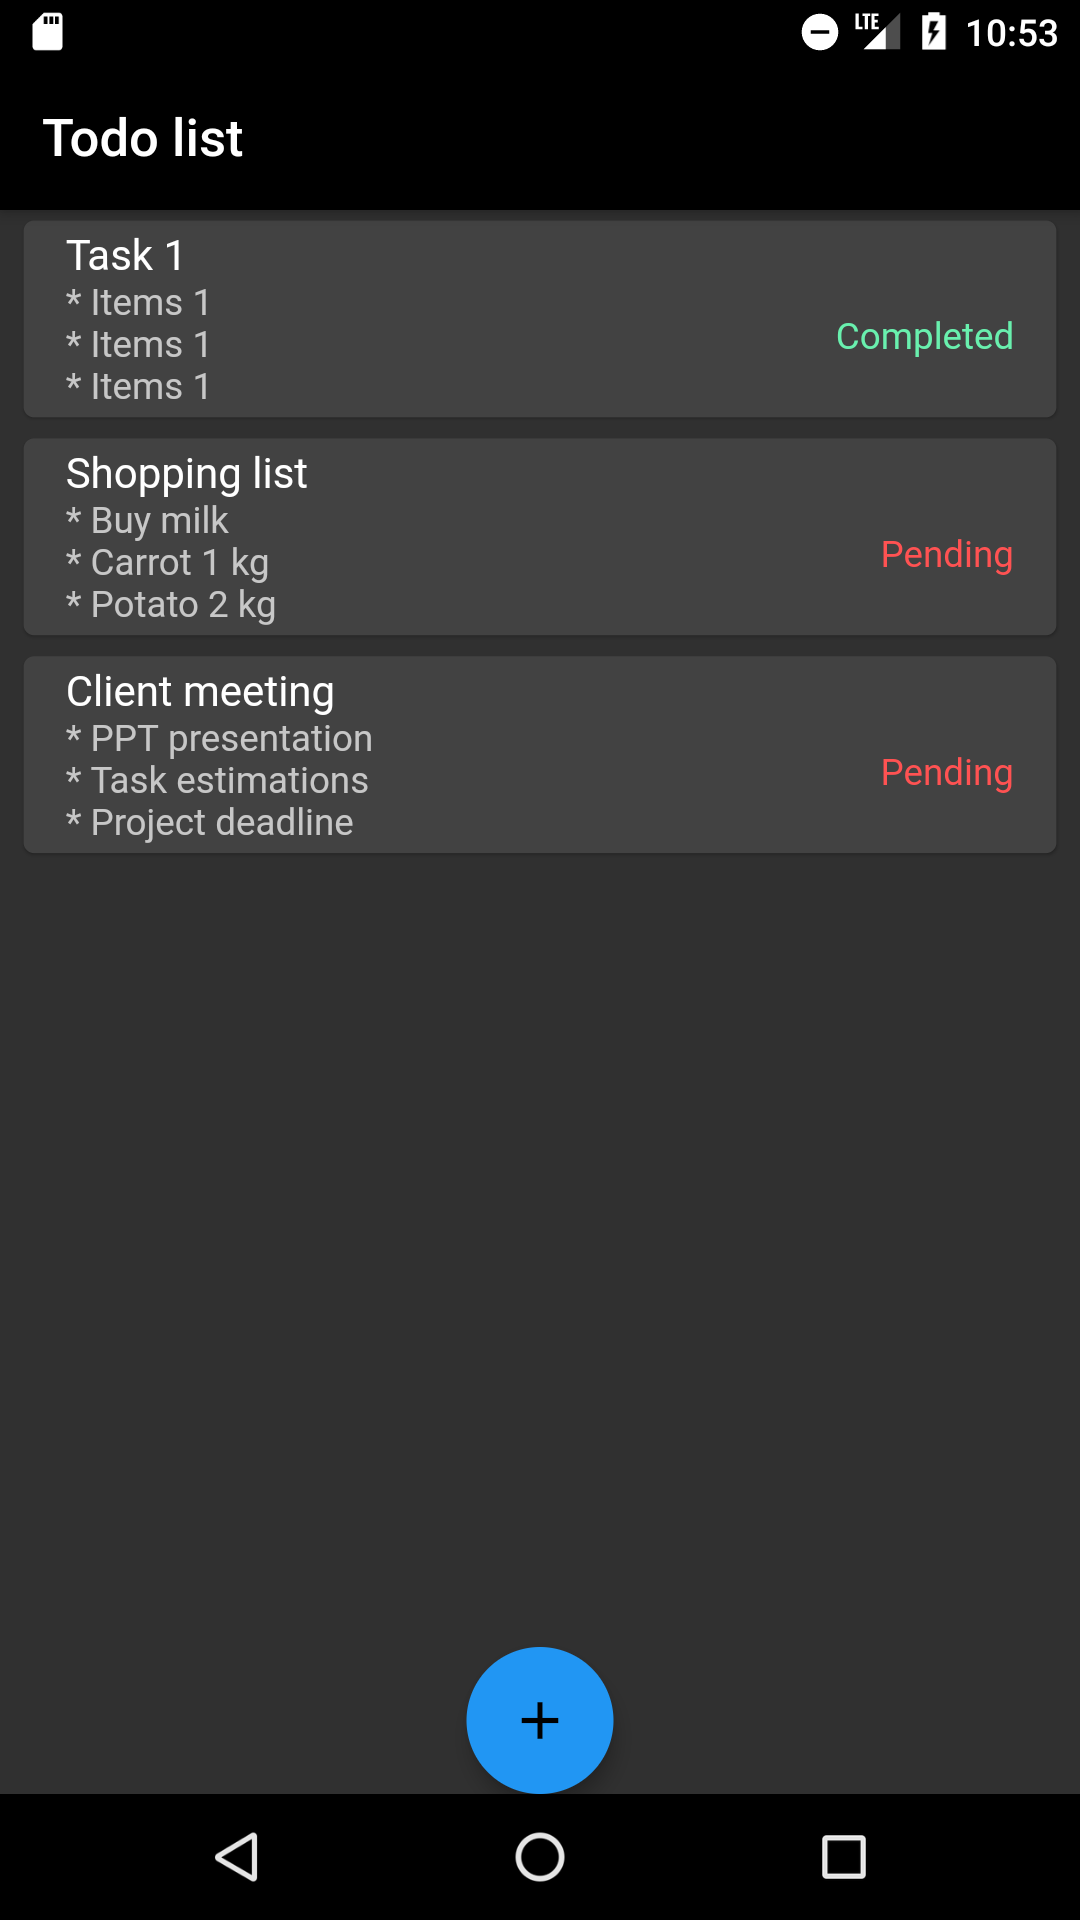 LTE 10:53
Todo list
Task 1
* Items 1
* Items 1
* Items 1
Completed
Shopping list
* Buy milk
* Carrot 1 kg
* Potato 2 kg
Pending
Client meeting
* PPT presentation
* Task estimations
* Project deadline
Pending
+